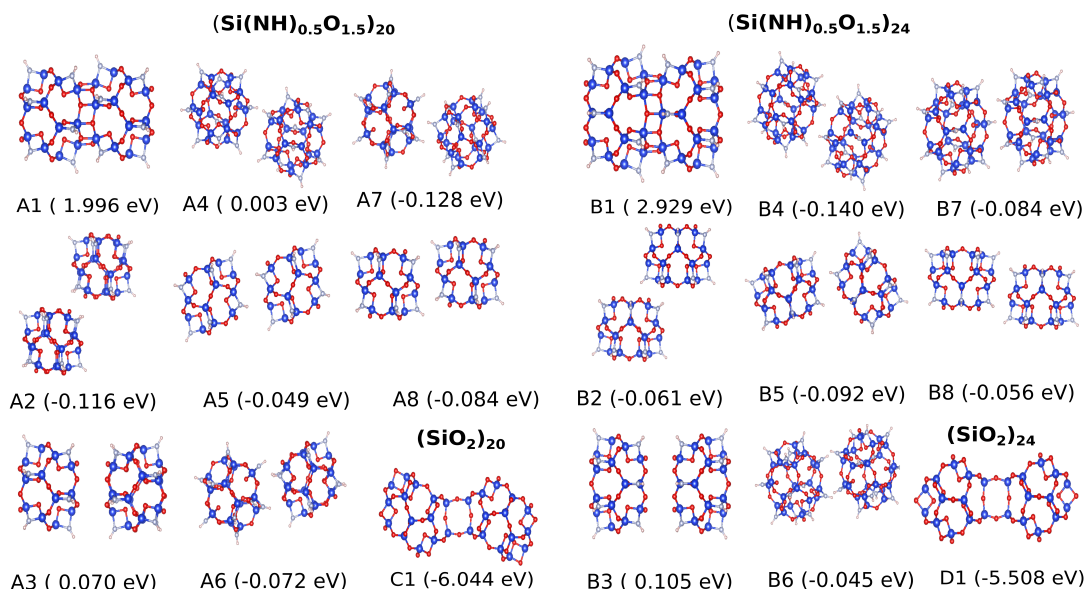 (Si(NH)0.5O1.5)20
(Si(NH)0.5O1.5)24
A1 ( 1.996 eV)
A4 ( 0.003 eV)
A7 (-0.128 eV)
B1 ( 2.929 eV)
B4 (-0.140 eV)
B7 (-0.084 eV)
A2 (-0.116 eV)
A5 (-0.049 eV)
A8 (-0.084 eV)
B2 (-0.061 eV)
B5 (-0.092 eV)
B8 (-0.056 eV)
(SiO2)20
(SiO2)24
A3 ( 0.070 eV)
A6 (-0.072 eV)
C1 (-6.044 eV)
B3 ( 0.105 eV)
B6 (-0.045 eV)
D1 (-5.508 eV)